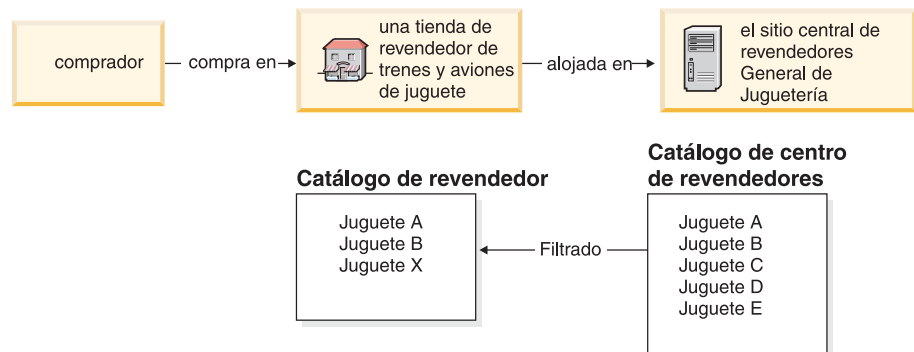 comprador
compra en
una tienda de
revendedor de
trenes y aviones
de juguete
alojada en
el sitio central de
revendedores
General de
Juguetería
Catálogo de revendedor
Juguete A
Juguete B
Juguete X
Filtrado
Catálogo de centro
de revendedores
Juguete A
Juguete B
Juguete C
Juguete D
Juguete E